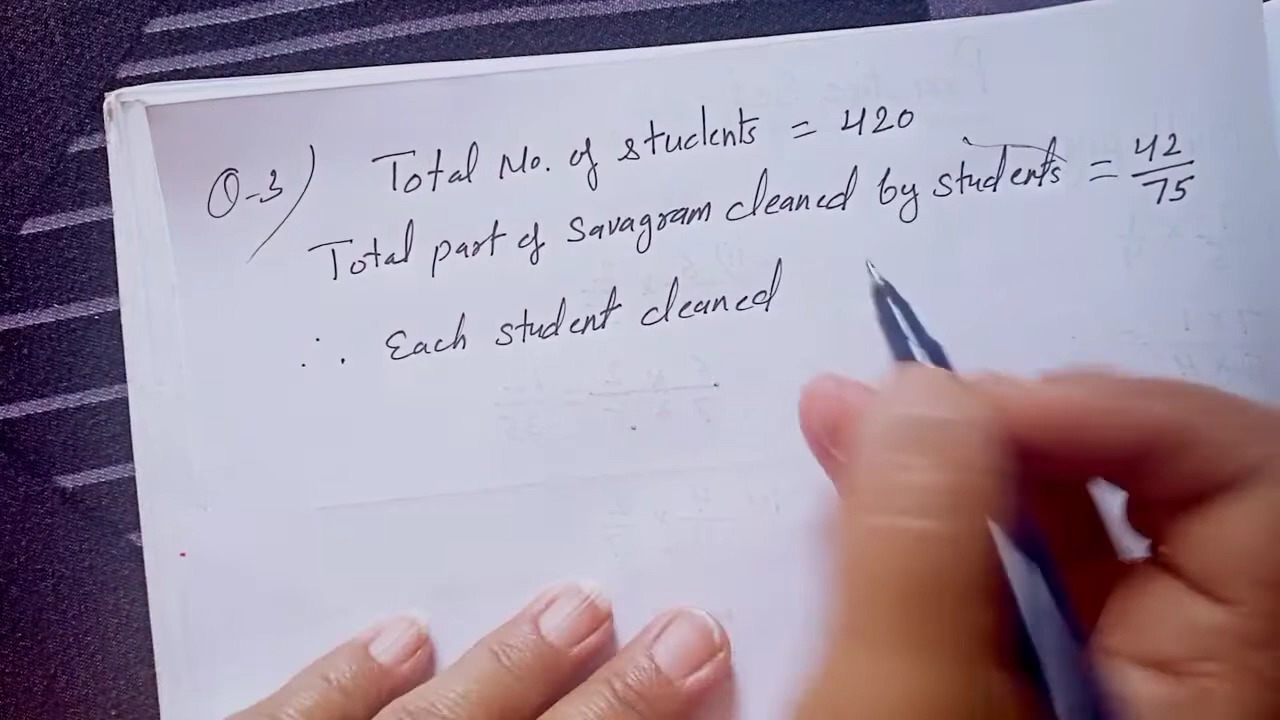 Q-3) Total No. of students = 420
Total part of Savagram cleaned by students = 42/75
∴ Each student cleaned